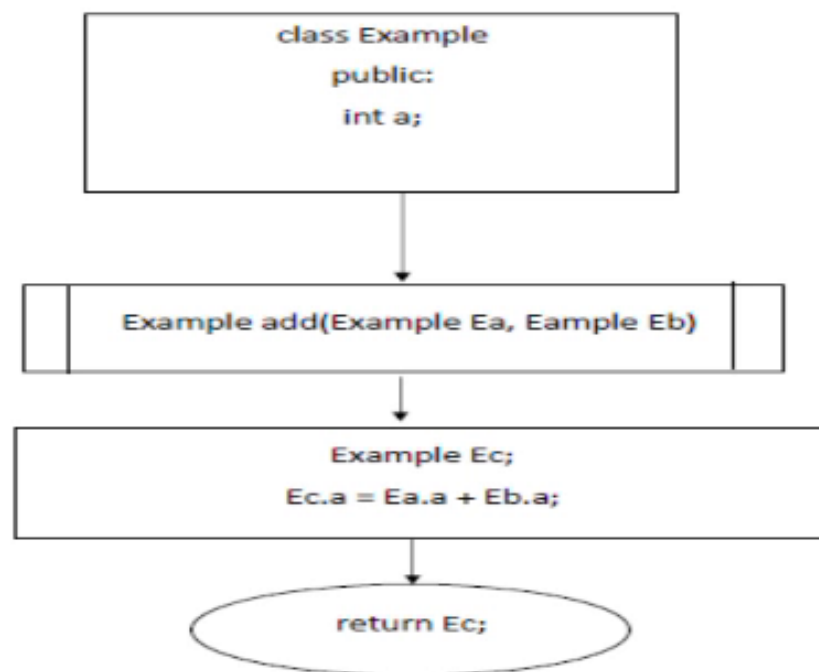 class Example
public:
int a;
Example add(Example Ea, Eample Eb)
Example Ec;
Ec.a = Ea.a + Eb.a;
return Ec;